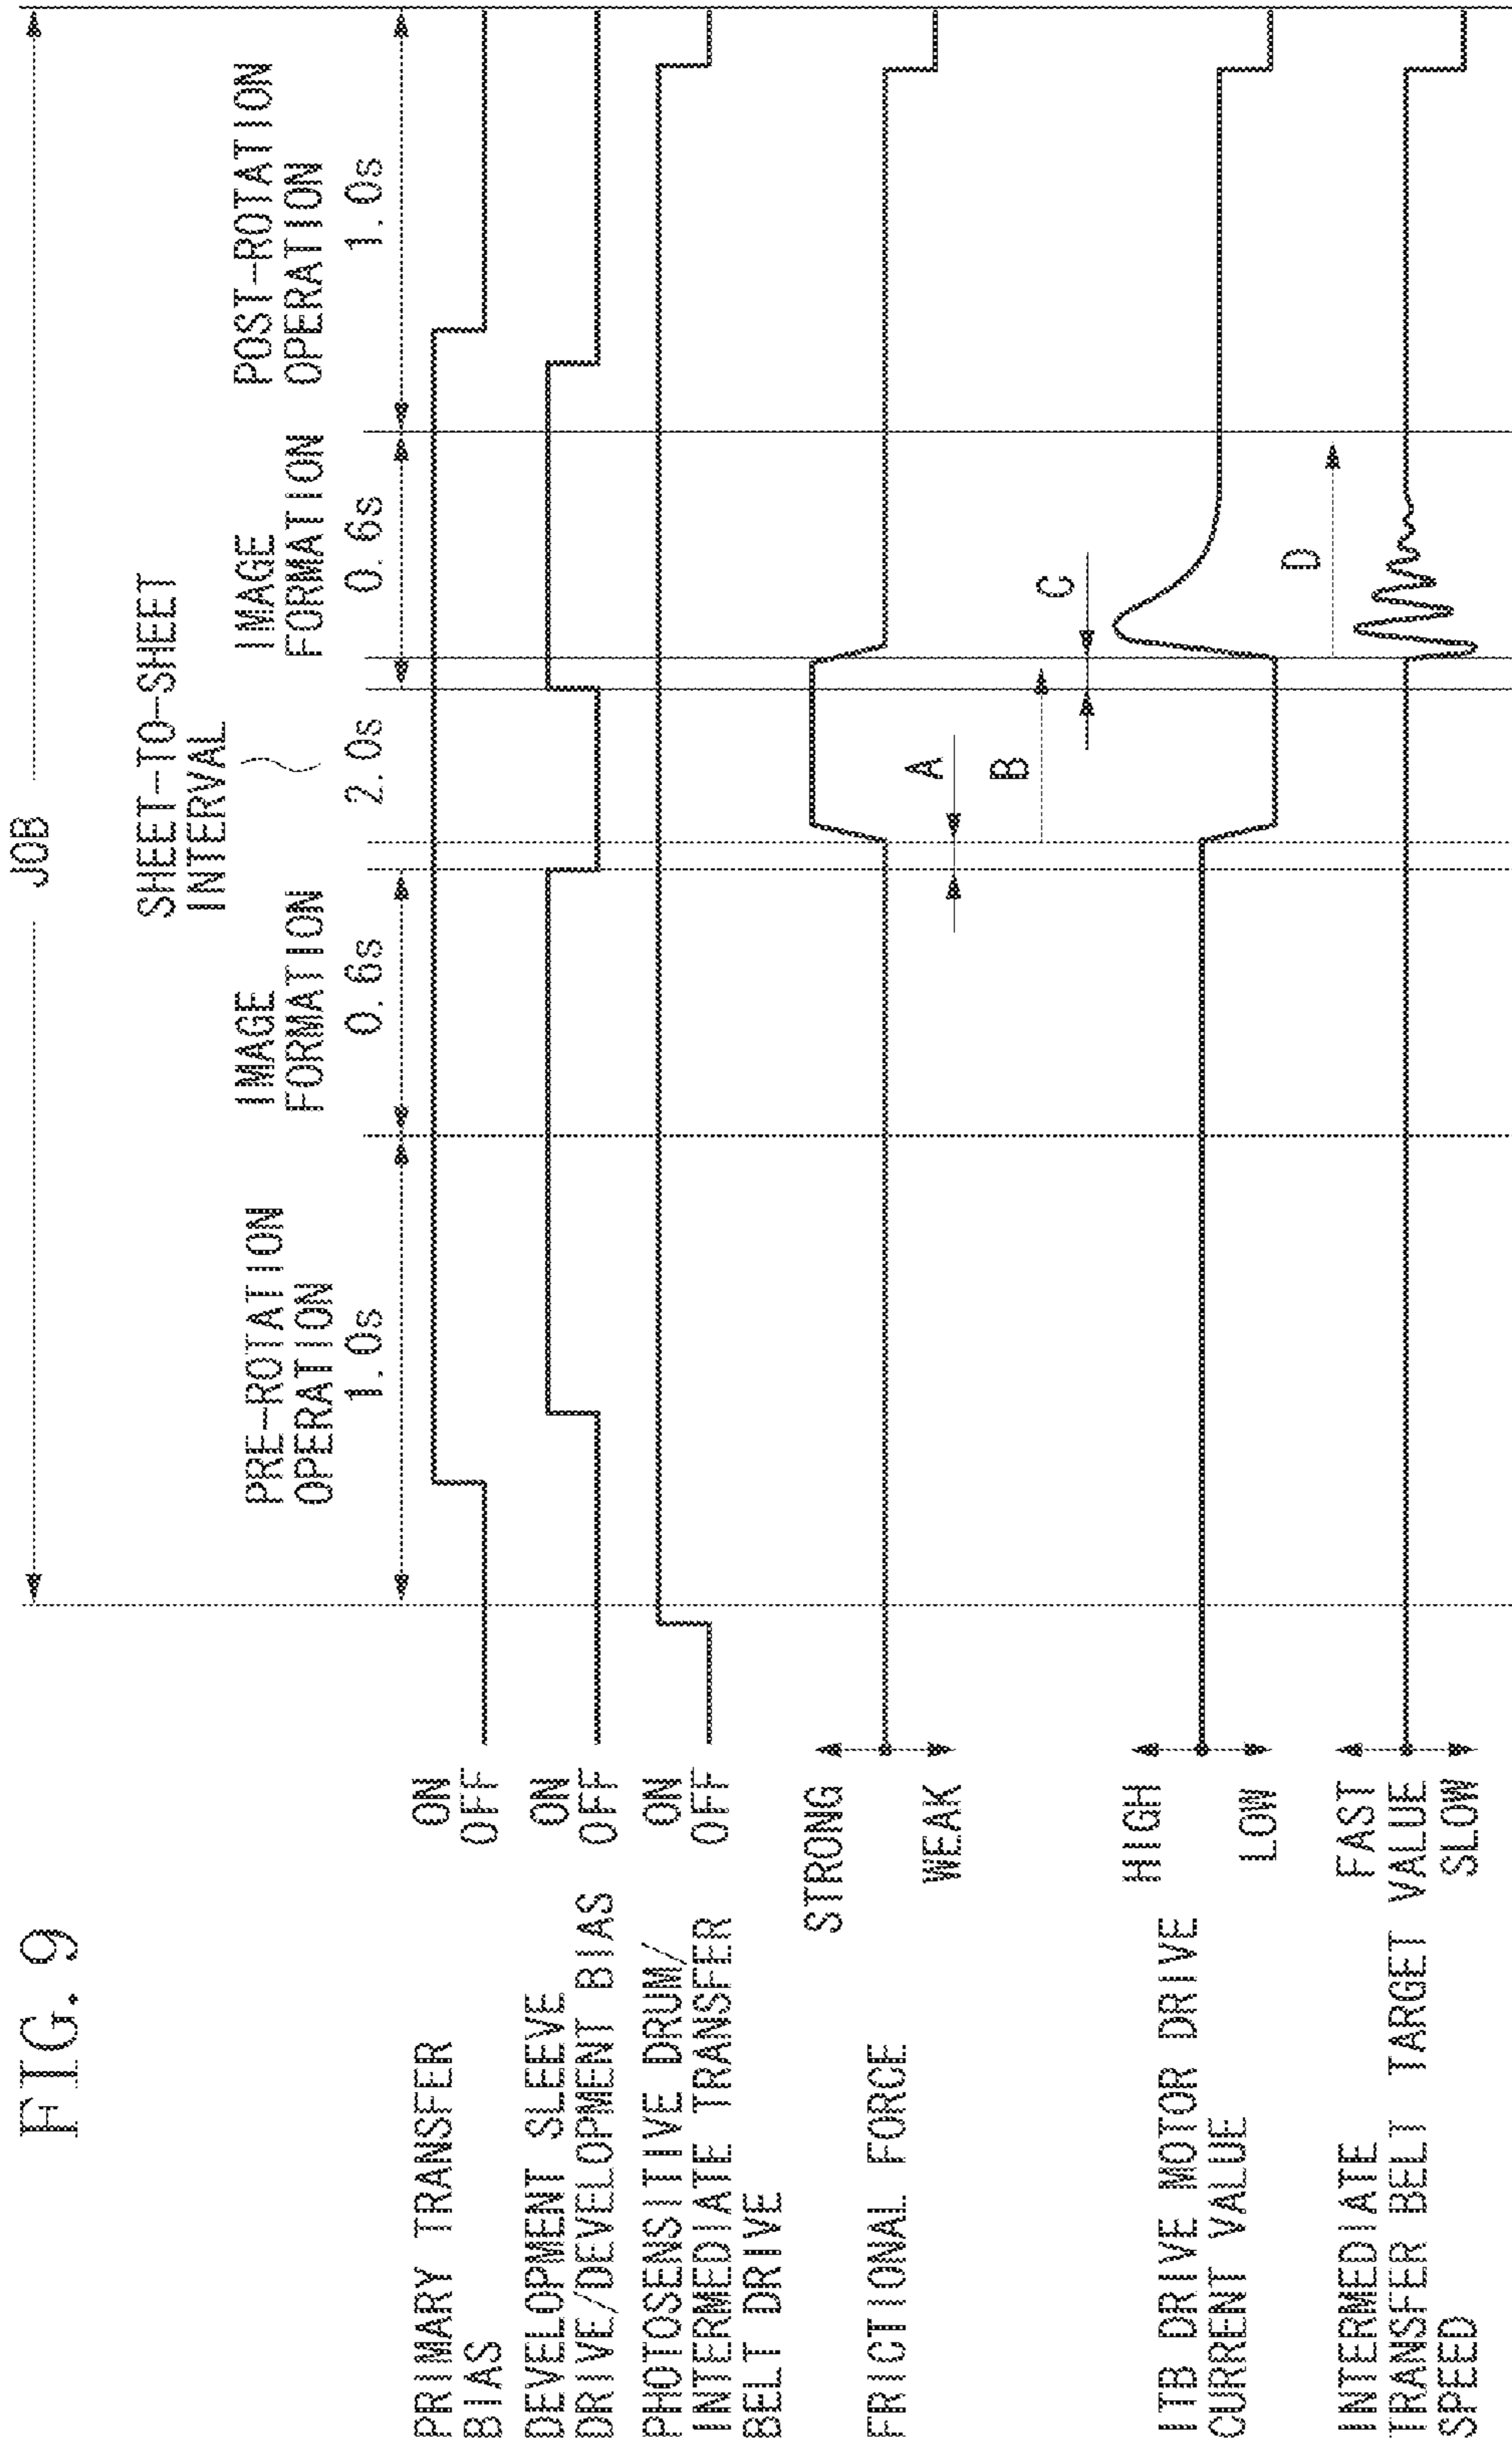 FIG. 9
JOB
SHEET-TO-SHEET
INTERVAL
PRE-ROTATION
OPERATION
1.0s
IMAGE
FORMATION
0.6s
2.0s
IMAGE
FORMATION
0.6s
POST-ROTATION
OPERATION
1.0s
PRIMARY TRANSFER
BIAS
ON
OFF
DEVELOPMENT SLEEVE
DRIVE/DEVELOPMENT BIAS
ON
OFF
PHOTOSENSITIVE DRUM/
INTERMEDIATE TRANSFER
BELT DRIVE
ON
OFF
FRICTIONAL FORCE
STRONG
WEAK
A
B
C
ITB DRIVE MOTOR DRIVE
CURRENT VALUE
HIGH
LOW
D
INTERMEDIATE
TRANSFER BELT
SPEED
FAST
TARGET VALUE
SLOW